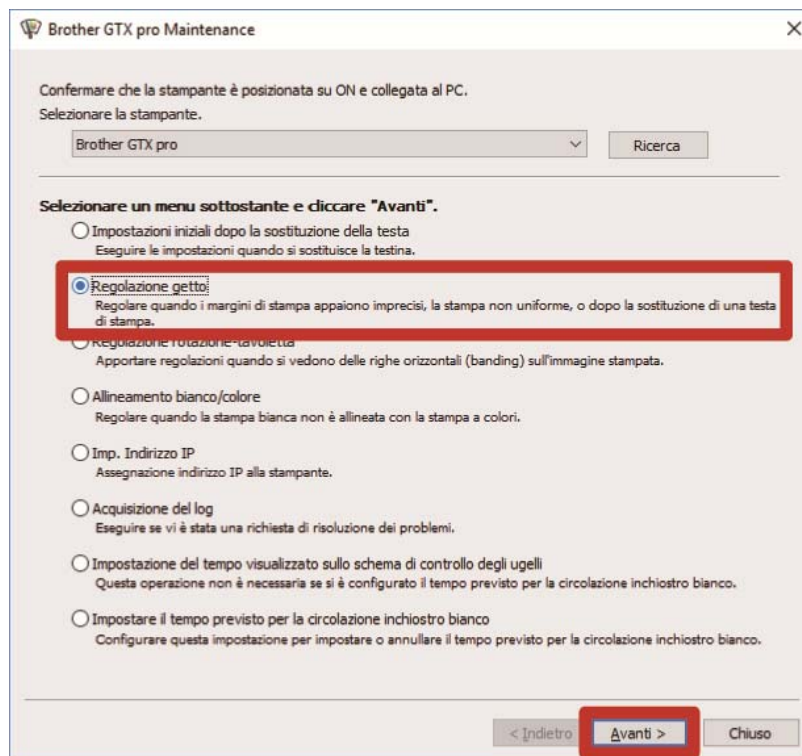 Brother GTX pro Maintenance
Confermare che la stampante è posizionata su ON e collegata al PC.
Selezionare la stampante.
Brother GTX pro
Ricerca
Selezionare un menu sottostante e cliccare "Avanti".
Impostazioni iniziali dopo la sostituzione della testa
Eseguire le impostazioni quando si sostituisce la testina.
Regolazione getto
Regolare quando i margini di stampa appaiono imprecisi, la stampa non uniforme, o dopo la sostituzione di una testa
di stampa.
Regolazione rotazione-tavoletta
Apportare regolazioni quando si vedono delle righe orizzontali (banding) sull'immagine stampata.
Allineamento bianco/colore
Regolare quando la stampa bianca non è allineata con la stampa a colori.
Imp. Indirizzo IP
Assegnazione indirizzo IP alla stampante.
Acquisizione del log
Eseguire se vi è stata una richiesta di risoluzione dei problemi.
Impostazione del tempo visualizzato sullo schema di controllo degli ugelli
Questa operazione non è necessaria se si è configurato il tempo previsto per la circolazione inchiostro bianco.
Impostare il tempo previsto per la circolazione inchiostro bianco
Configurare questa impostazione per impostare o annullare il tempo previsto per la circolazione inchiostro bianco.
< Indietro
Avanti >
Chiuso